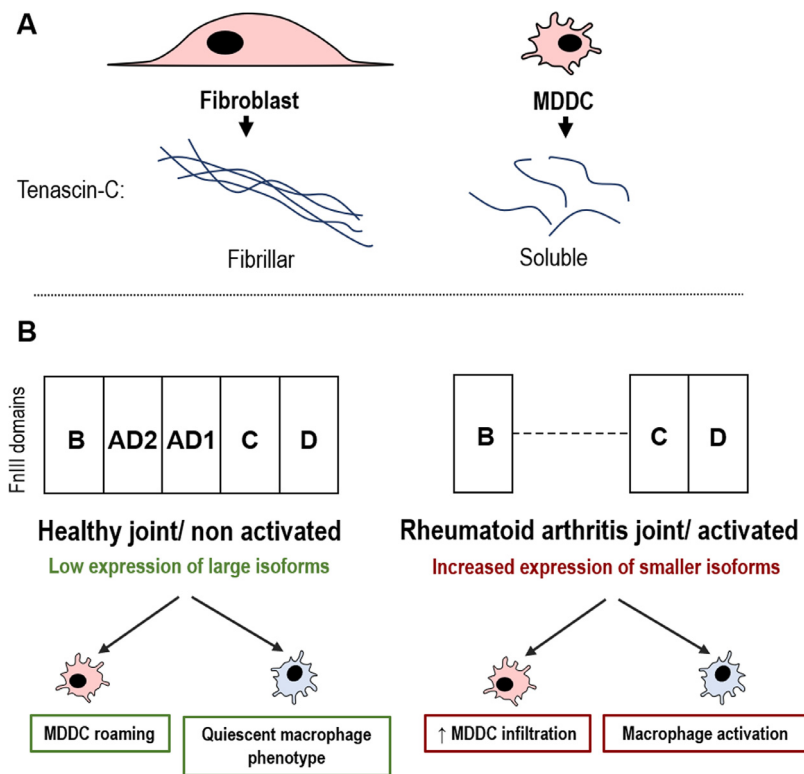 A
Fibroblast
MDDC
Tenascin-C:
Fibrillar
Soluble
B
FnIII domains
B AD2 AD1 C D
B C D
Healthy joint/ non activated
Low expression of large isoforms
Rheumatoid arthritis joint/ activated
Increased expression of smaller isoforms
MDDC roaming
Quiescent macrophage
phenotype
↑ MDDC infiltration
Macrophage activation